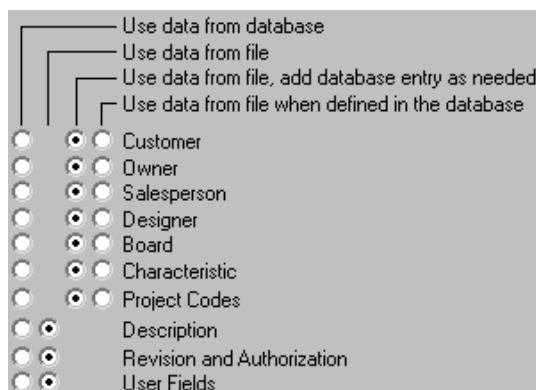 Use data from database
Use data from file
Use data from file, add database entry as needed
Use data from file when defined in the database
Customer
Owner
Salesperson
Designer
Board
Characteristic
Project Codes
Description
Revision and Authorization
User Fields